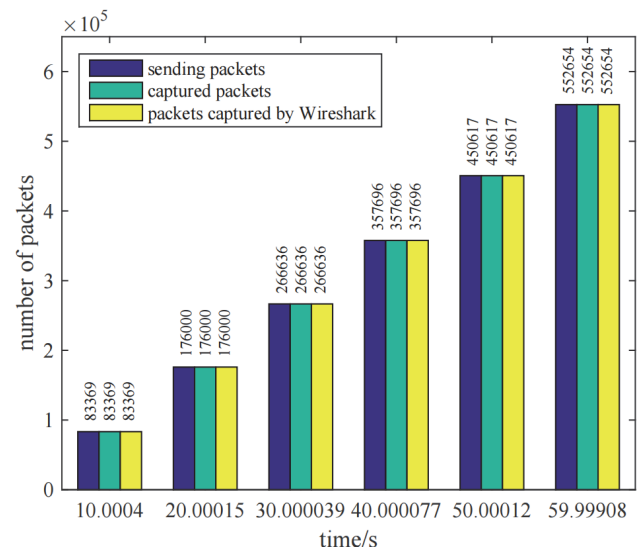 ×10⁵
sending packets
captured packets
packets captured by Wireshark
number of packets
6
5
4
3
2
1
0
83369 83369 83369
176000 176000 176000
266636 266636 266636
357696 357696 357696
450617 450617 450617
552654 552654 552654
10.0004 20.00015 30.000039 40.000077 50.00012 59.99908
time/s